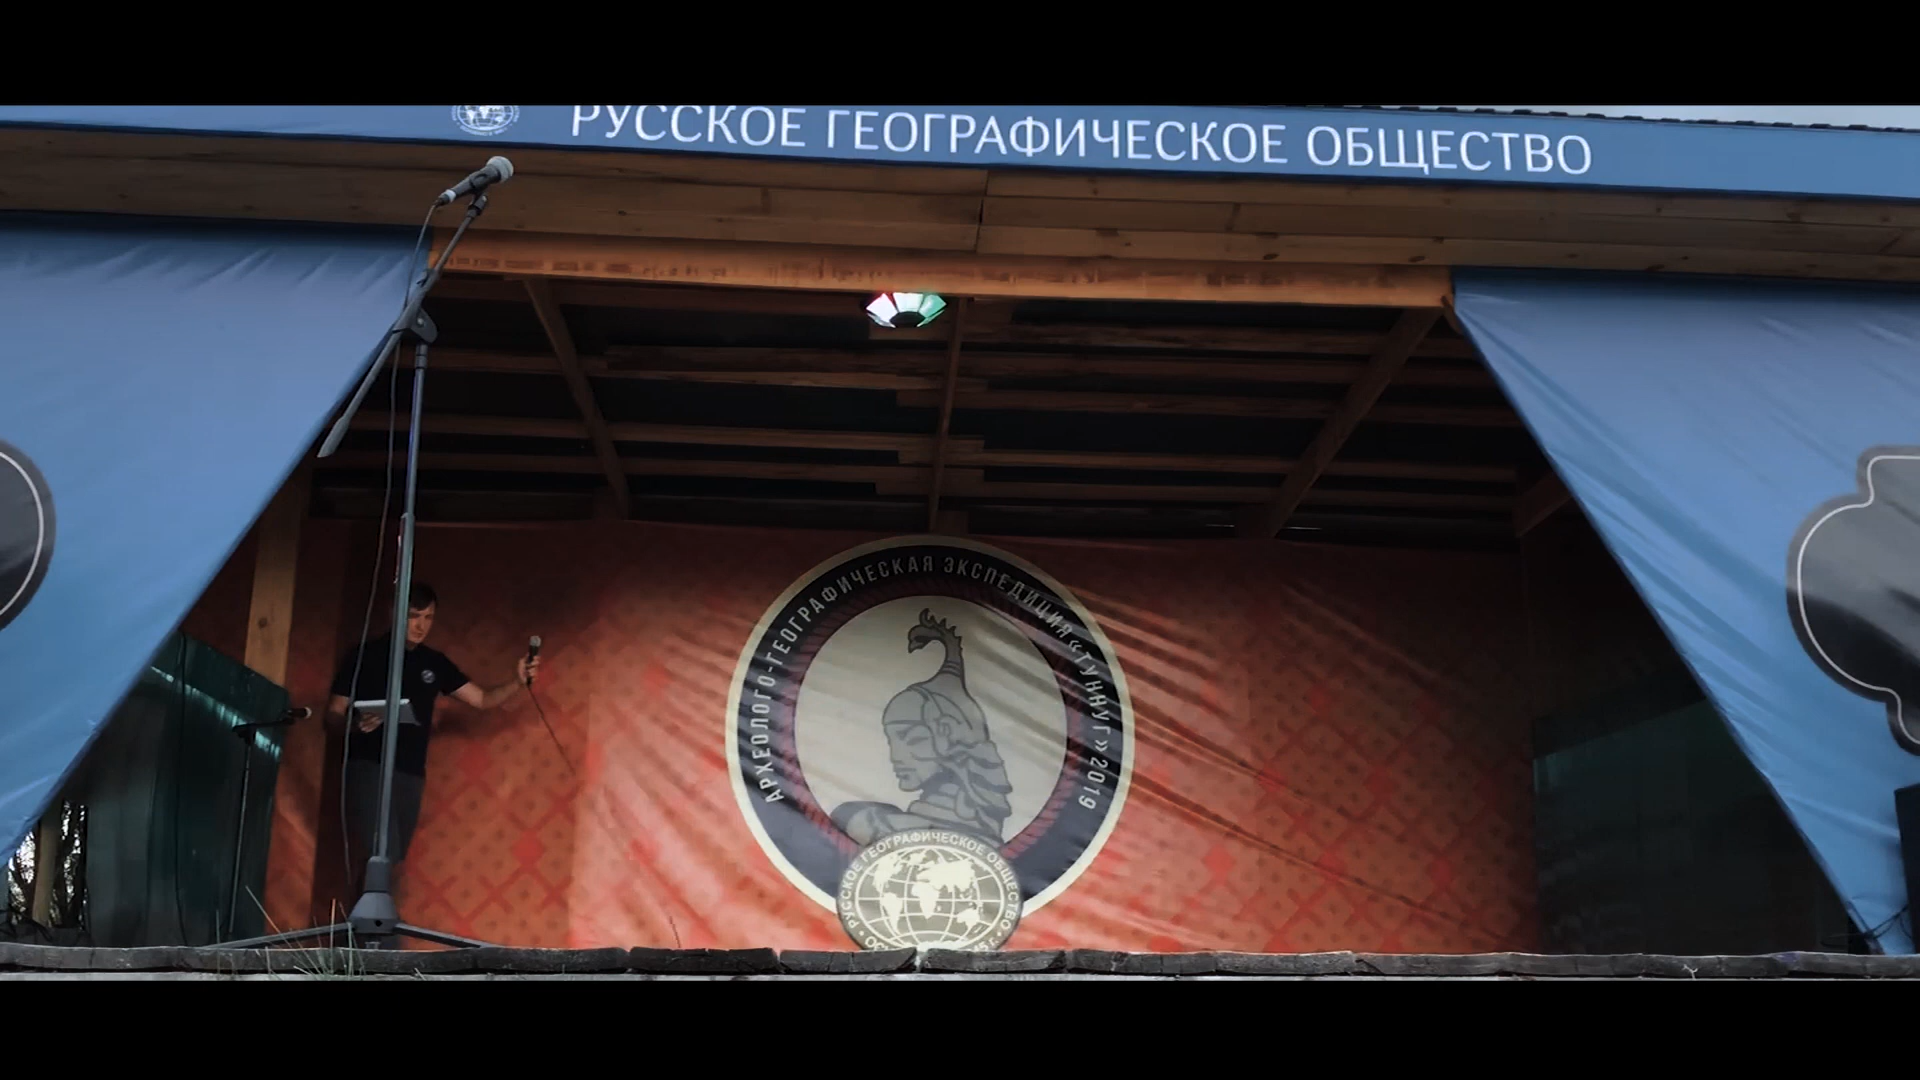 РУССКОЕ ГЕОГРАФИЧЕСКОЕ ОБЩЕСТВО
АРХЕОЛОГО-ГЕОГРАФИЧЕСКАЯ ЭКСПЕДИЦИЯ «ТУННУГ» 2019
РУССКОЕ ГЕОГРАФИЧЕСКОЕ ОБЩЕСТВО